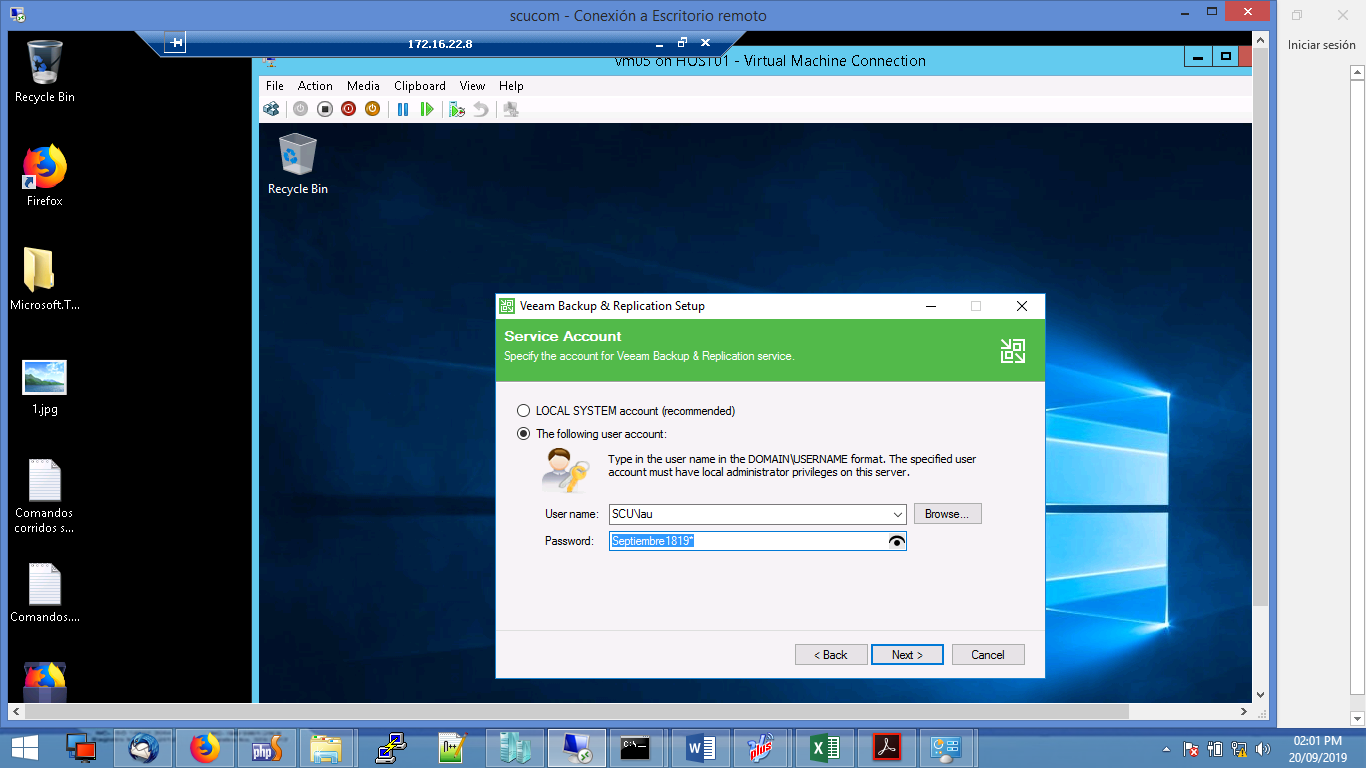 scucom - Conexión a Escritorio remoto
Iniciar sesión
172.16.22.8
vm05 on HOST01 - Virtual Machine Connection
File Action Media Clipboard View Help
Recycle Bin
Firefox
Microsoft.T...
1.jpg
Comandos
corridos s...
Comandos....
Recycle Bin
Veeam Backup & Replication Setup
Service Account
Specify the account for Veeam Backup & Replication service.
LOCAL SYSTEM account (recommended)
The following user account:
Type in the user name in the DOMAIN\USERNAME format. The specified user
account must have local administrator privileges on this server.
User name: SCU\lau Browse...
Password: Septiembre1819*
< Back Next > Cancel
02:01 PM
20/09/2019